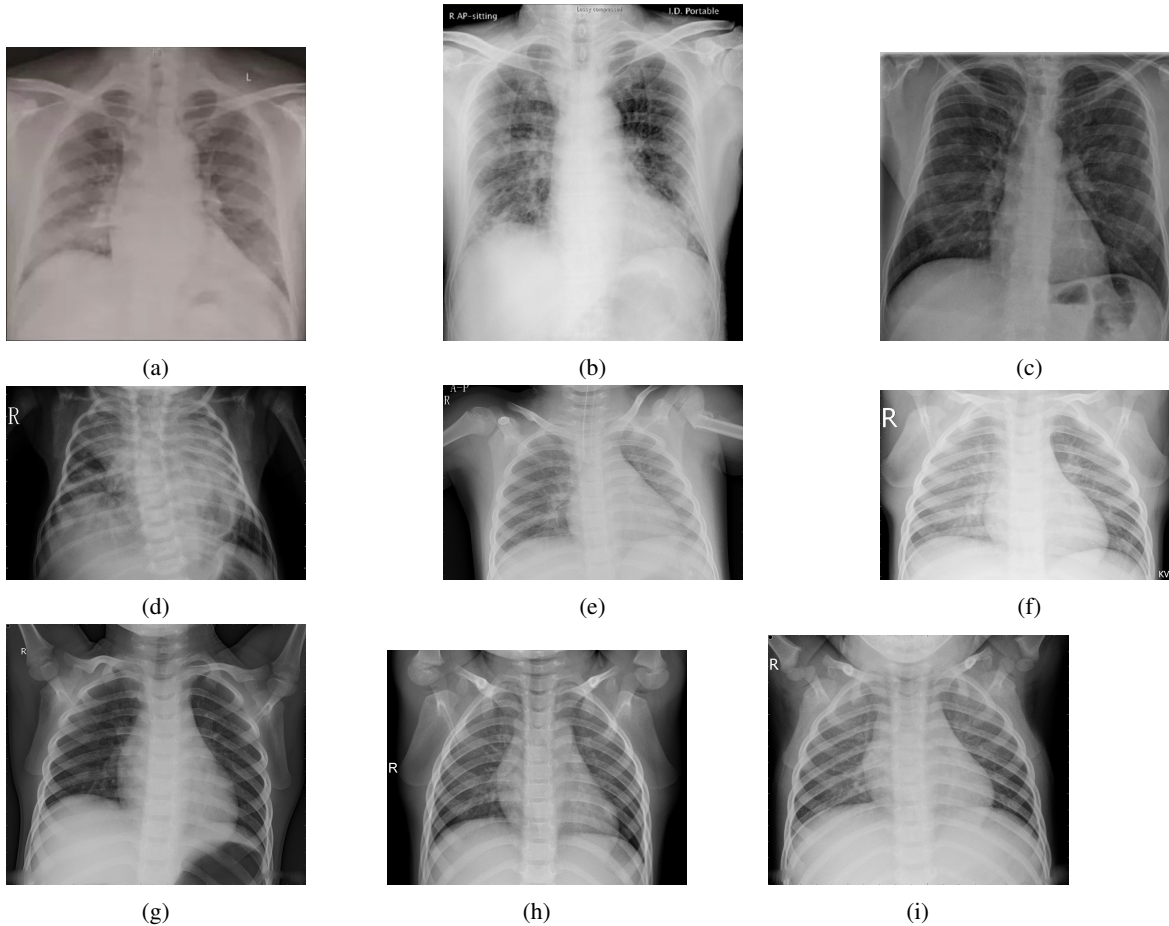 R AP-sitting
I.D. Portable
L
(a)
(b)
(c)
R
A-P
R
R
KV
(d)
(e)
(f)
R
R
R
(g)
(h)
(i)